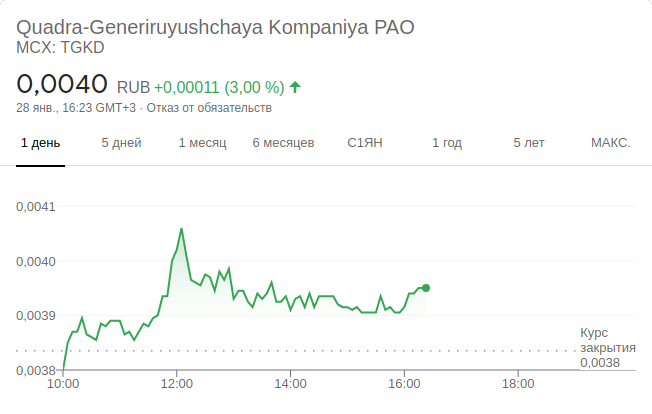 Quadra-Generiruyushchaya Kompaniya PAO
MCX: TGKD
0,0040 RUB +0,00011 (3,00 %)
28 янв., 16:23 GMT+3 · Отказ от обязательств
1 день 5 дней 1 месяц 6 месяцев С1ЯН 1 год 5 лет МАКС.
0,0041
0,0040
0,0039
Курс
закрытия
0,0038
0,0038
10:00 12:00 14:00 16:00 18:00